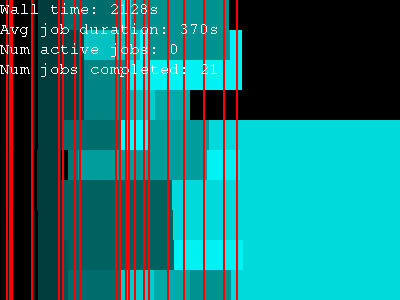 Wall time: 2128s
Avg job duration: 370s
Num active jobs: 0
Num jobs completed: 21